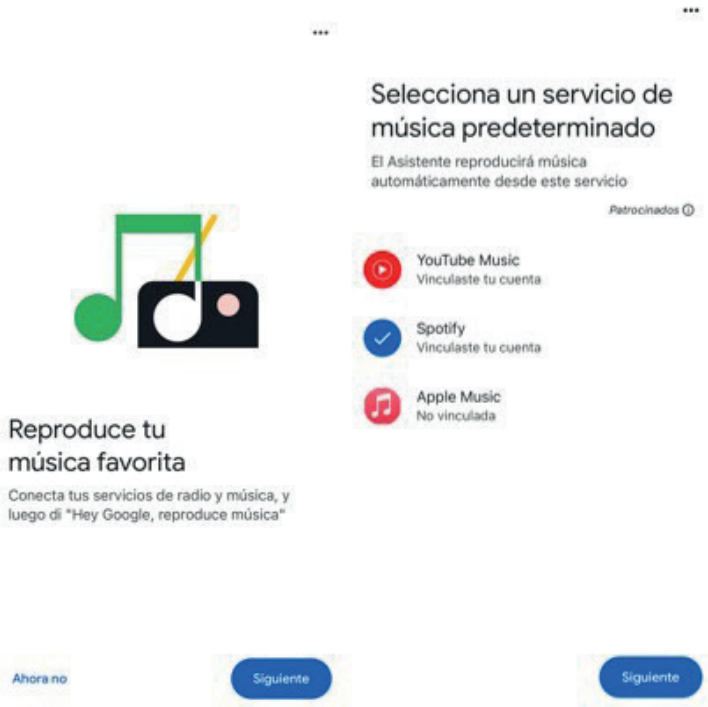 Reproduce tu
música favorita
Conecta tus servicios de radio y música, y
luego di "Hey Google, reproduce música"
Ahora no
Siguiente
Selecciona un servicio de
música predeterminado
El Asistente reproducirá música
automáticamente desde este servicio
Patrocinados
YouTube Music
Vinculaste tu cuenta
Spotify
Vinculaste tu cuenta
Apple Music
No vinculada
Siguiente